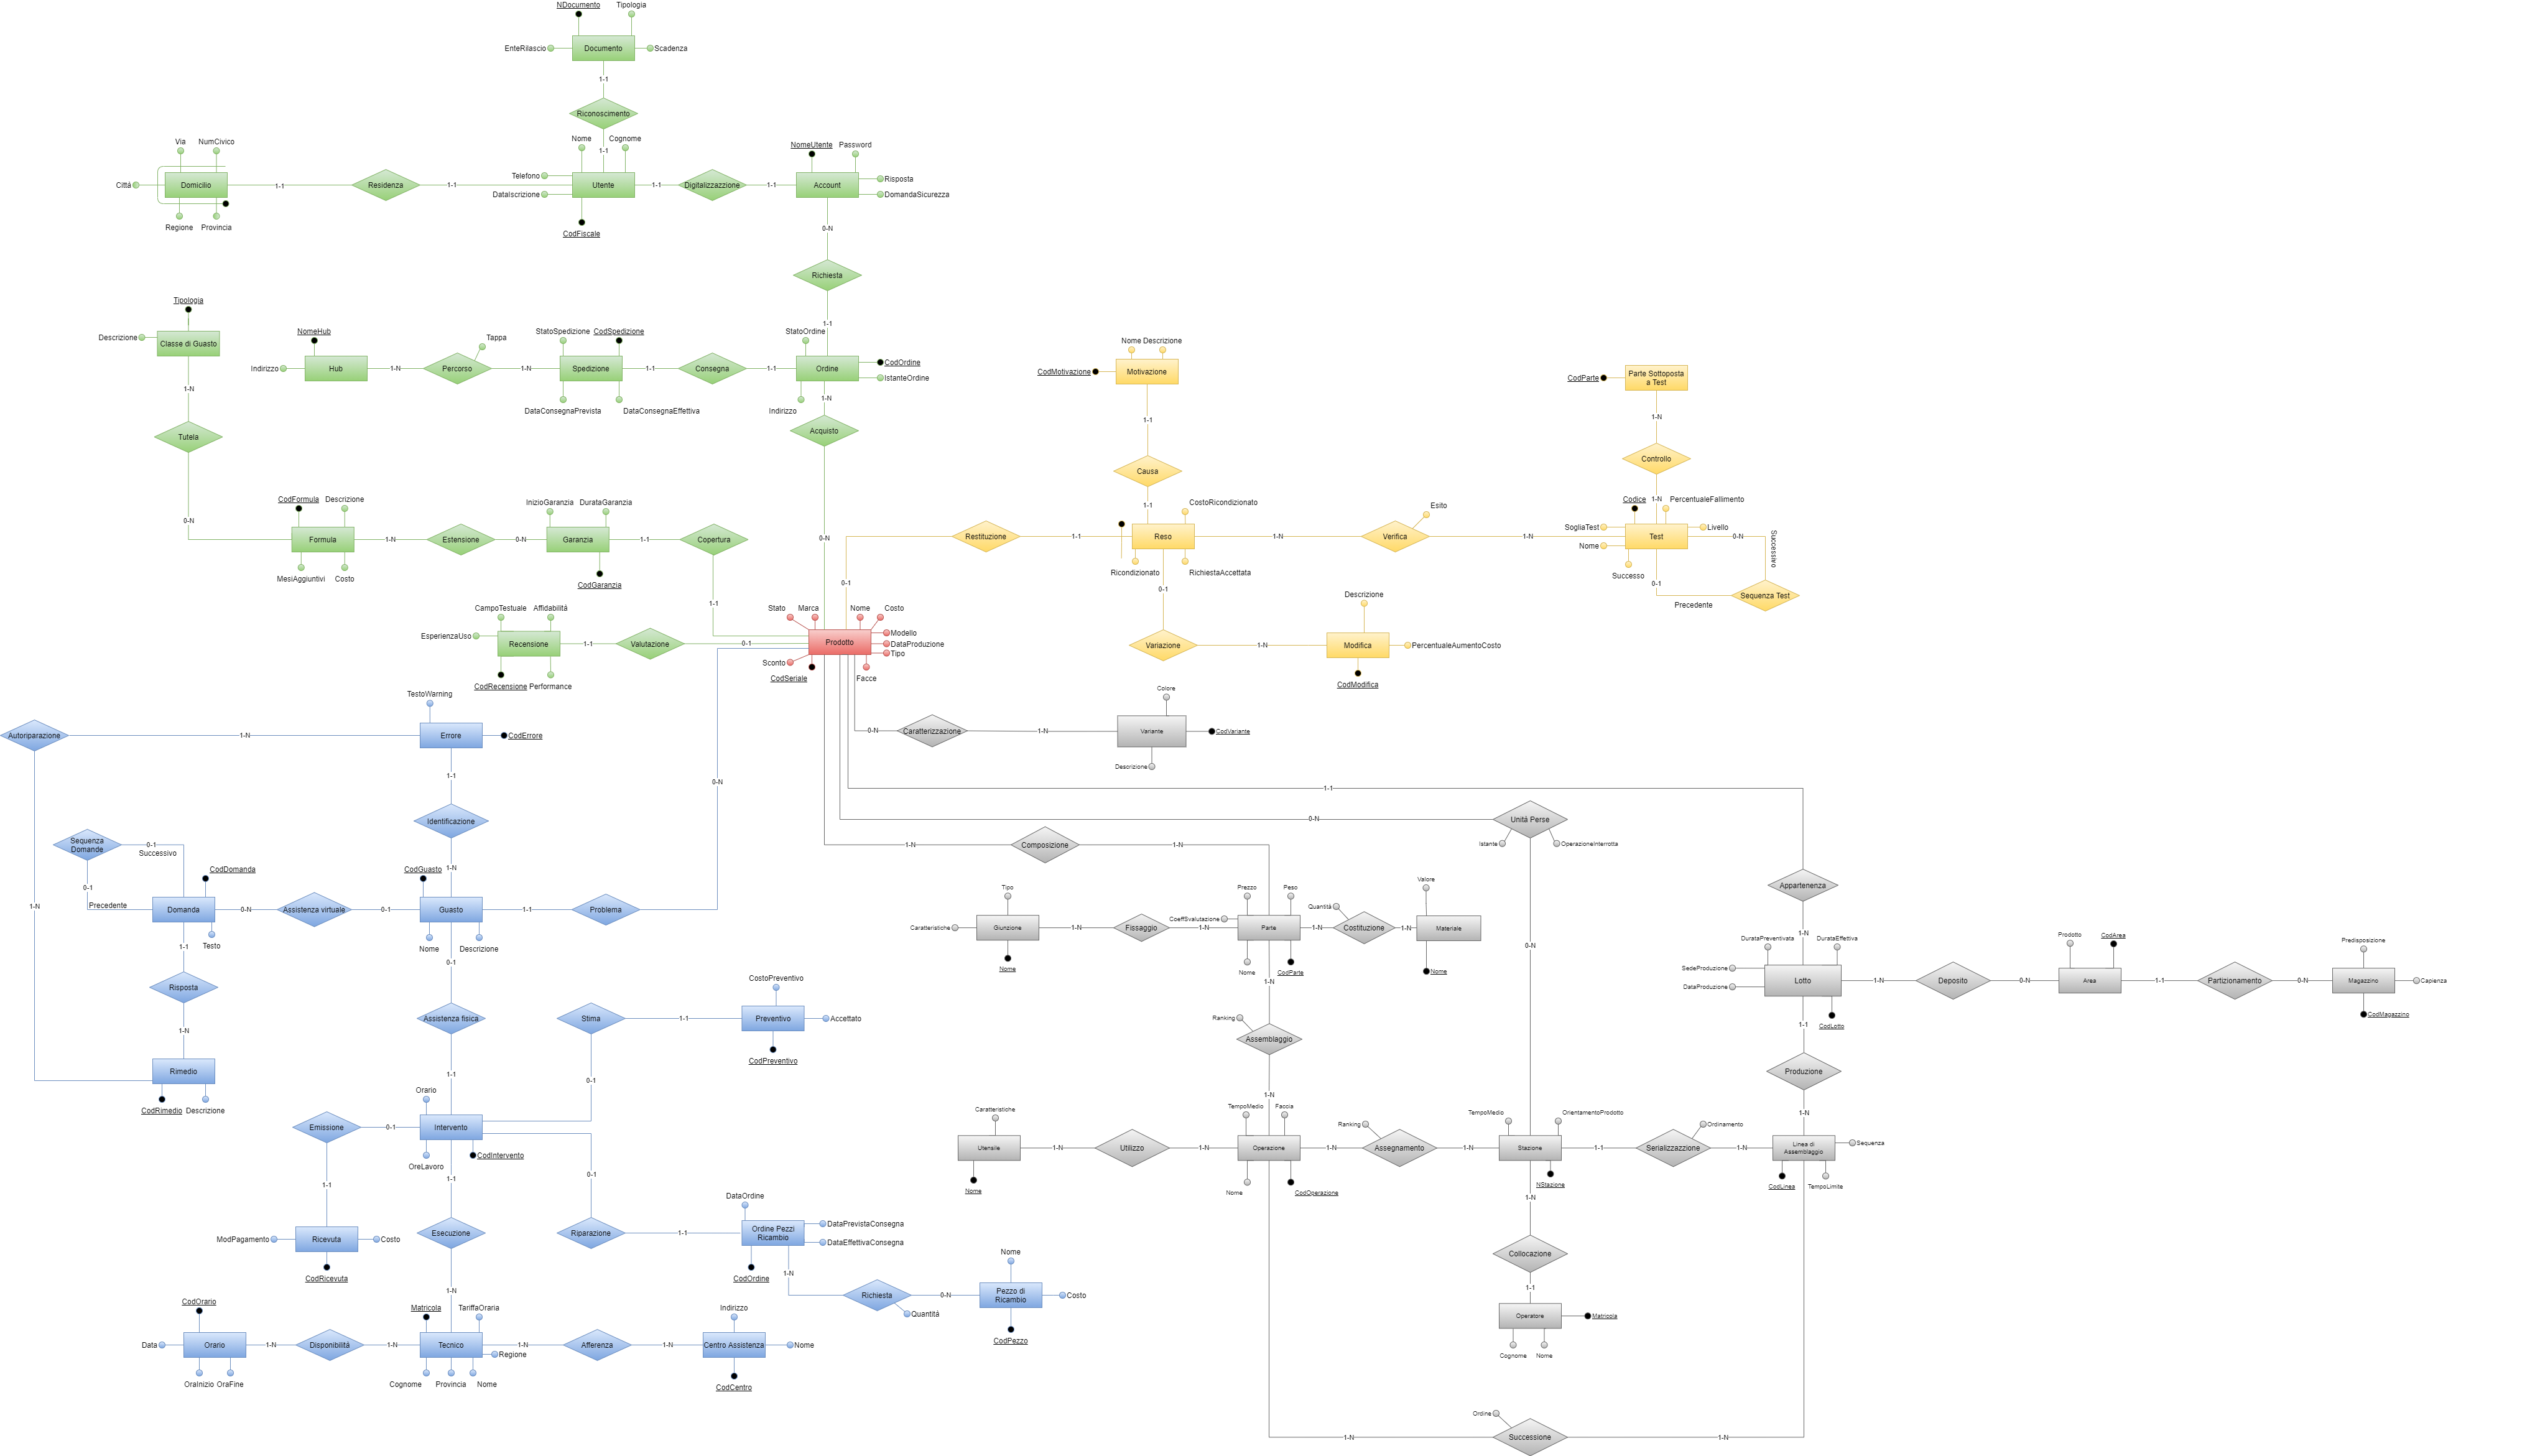 NDocumento
Tipologia
EnteRilascio
Documento
Scadenza
1-1
Riconoscimento
Nome
Cognome
1-1
Via
NumCivico
Città
Domicilio
1-1
Residenza
1-1
Telefono
DataIscrizione
Utente
1-1
Digitalizzazzione
1-1
NomeUtente
Password
Account
Risposta
DomandaSicurezza
Regione
Provincia
CodFiscale
0-N
Richiesta
1-1
Tipologia
Descrizione
Classe di Guasto
1-N
Tutela
0-N
NomeHub
Indirizzo
Hub
1-N
Percorso
Tappa
1-N
StatoSpedizione
CodSpedizione
Spedizione
DataConsegnaPrevista
DataConsegnaEffettiva
1-1
Consegna
1-1
StatoOrdine
Ordine
CodOrdine
IstanteOrdine
Indirizzo
1-N
Acquisto
0-N
CodFormula
Descrizione
Formula
MesiAggiuntivi
Costo
1-N
Estensione
0-N
InizioGaranzia
DurataGaranzia
Garanzia
CodGaranzia
1-1
Copertura
1-1
CampoTestuale
Affidabilità
EsperienzaUso
Recensione
CodRecensione
Performance
1-1
Valutazione
0-1
Stato
Marca
Nome
Costo
Prodotto
Modello
DataProduzione
Tipo
Sconto
CodSeriale
Facce
Nome
Descrizione
CodMotivazione
Motivazione
1-1
Causa
1-1
0-1
Restituzione
1-1
CostoRicondizionato
Reso
Ricondizionato
RichiestaAccettata
1-N
Verifica
Esito
1-N
CodParte
Parte Sottoposta
a Test
1-N
Controllo
1-N
Codice
PercentualeFallimento
SogliaTest
Test
Livello
Nome
Successo
0-N
Successivo
0-1
Precedente
Sequenza Test
0-1
Variazione
1-N
Descrizione
Modifica
PercentualeAumentoCosto
CodModifica
TestoWarning
Autoriparazione
1-N
Errore
CodErrore
1-1
Identificazione
1-N
0-N
Sequenza
Domande
0-1
Successivo
0-1
Precedente
CodDomanda
Domanda
Testo
0-N
Assistenza virtuale
0-1
CodGuasto
Guasto
Nome
Descrizione
1-1
Problema
1-N
1-1
Risposta
1-N
Rimedio
CodRimedio
Descrizione
0-1
Assistenza fisica
1-1
Stima
0-1
1-1
CostoPreventivo
Preventivo
Accettato
CodPreventivo
Orario
Intervento
OreLavoro
CodIntervento
Emissione
0-1
1-1
ModPagamento
Ricevuta
Costo
CodRicevuta
1-1
Esecuzione
1-N
0-1
Riparazione
1-1
DataOrdine
Ordine Pezzi
Ricambio
DataPrevistaConsegna
DataEffettivaConsegna
CodOrdine
1-N
Richiesta
Quantità
0-N
Nome
Pezzo di
Ricambio
Costo
CodPezzo
CodOrario
Data
Orario
OraInizio
OraFine
1-N
Disponibilità
1-N
Matricola
TariffaOraria
Tecnico
Regione
Cognome
Provincia
Nome
1-N
Afferenza
1-N
Indirizzo
Centro Assistenza
Nome
CodCentro
0-N
Caratterizzazione
1-N
Colore
Variante
CodVariante
Descrizione
1-1
0-N
Unità Perse
Istante
OperazioneInterrotta
1-N
Composizione
1-N
Appartenenza
1-N
Tipo
Caratteristiche
Giunzione
Nome
1-N
Fissaggio
1-N
Prezzo
Peso
CoeffSvalutazione
Parte
Nome
CodParte
1-N
Quantità
Costituzione
1-N
Valore
Materiale
Nome
0-N
DurataPreventivata
DurataEffettiva
SedeProduzione
DataProduzione
Lotto
CodLotto
1-N
Deposito
0-N
Prodotto
CodArea
Area
1-1
Partizionamento
0-N
Predisposizione
Magazzino
Capienza
CodMagazzino
1-N
Ranking
Assemblaggio
1-N
1-1
Produzione
1-N
Caratteristiche
Utensile
Nome
1-N
Utilizzo
1-N
TempoMedio
Faccia
Operazione
Nome
CodOperazione
1-N
Ranking
Assegnamento
1-N
TempoMedio
OrientamentoProdotto
Stazione
NStazione
1-1
Serializzazzione
Ordinamento
1-N
Linea di
Assemblaggio
Sequenza
CodLinea
TempoLimite
1-N
Collocazione
1-1
Operatore
Matricola
Cognome
Nome
1-N
Ordine
Successione
1-N